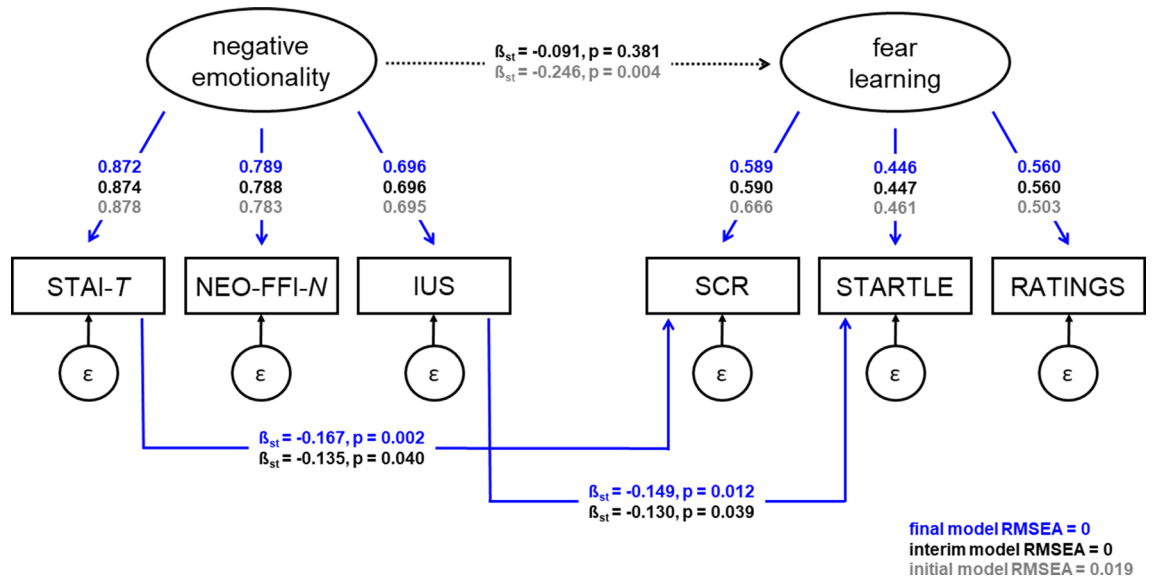 negative
emotionality
fear
learning
ßst = -0.091, p = 0.381
ßst = -0.246, p = 0.004
0.872
0.874
0.878
0.789
0.788
0.783
0.696
0.696
0.695
0.589
0.590
0.666
0.446
0.447
0.461
0.560
0.560
0.503
STAI-T
NEO-FFI-N
IUS
SCR
STARTLE
RATINGS
ε
ε
ε
ε
ε
ε
ßst = -0.167, p = 0.002
ßst = -0.135, p = 0.040
ßst = -0.149, p = 0.012
ßst = -0.130, p = 0.039
final model RMSEA = 0
interim model RMSEA = 0
initial model RMSEA = 0.019